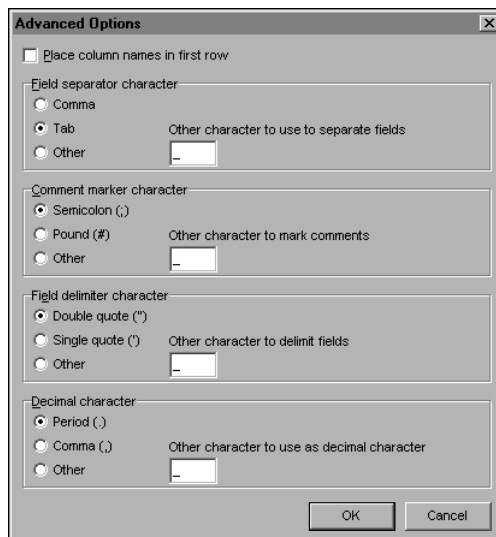 Advanced Options
Place column names in first row
Field separator character
Comma
Tab Other character to use to separate fields
Other _
Comment marker character
Semicolon (;)
Pound (#) Other character to mark comments
Other _
Field delimiter character
Double quote (")
Single quote (') Other character to delimit fields
Other _
Decimal character
Period (.)
Comma (,) Other character to use as decimal character
Other _
OK Cancel